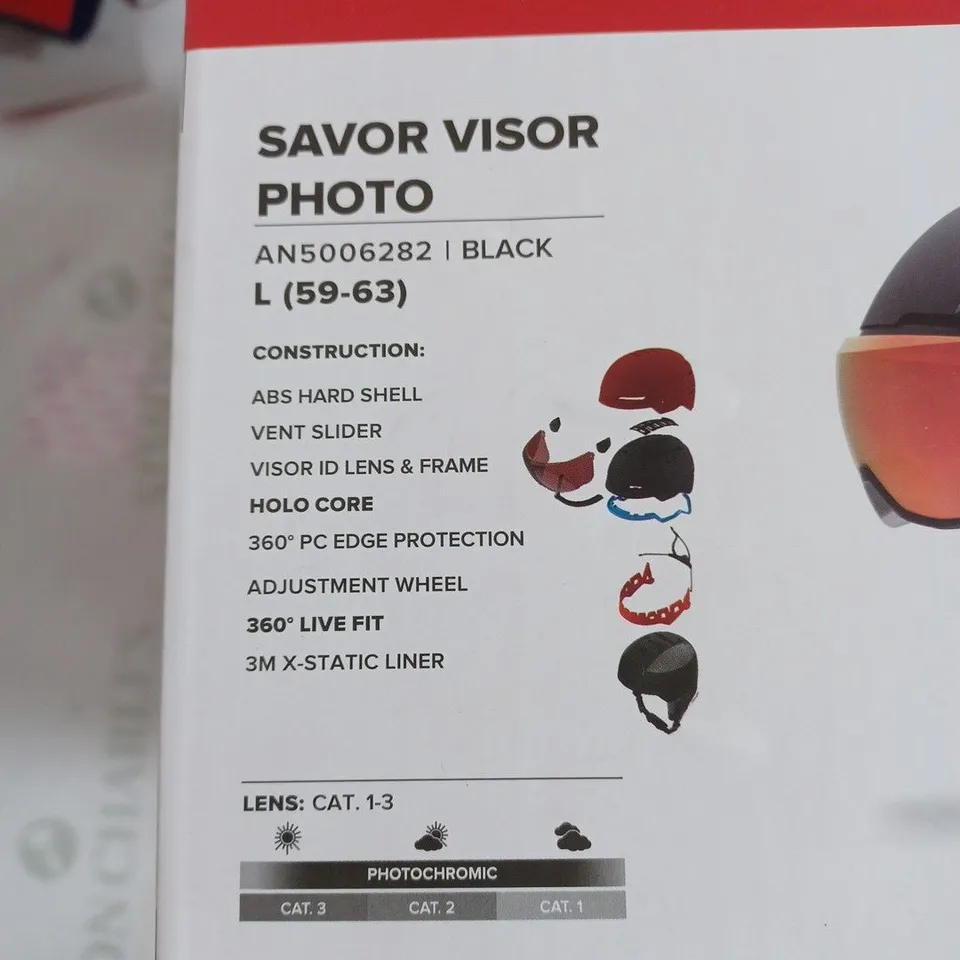 SAVOR VISOR
PHOTO
AN5006282 | BLACK
L (59-63)
CONSTRUCTION:
ABS HARD SHELL
VENT SLIDER
VISOR ID LENS & FRAME
HOLO CORE
360° PC EDGE PROTECTION
ADJUSTMENT WHEEL
360° LIVE FIT
3M X-STATIC LINER
LENS: CAT. 1-3
PHOTOCHROMIC
CAT. 3 CAT. 2 CAT. 1